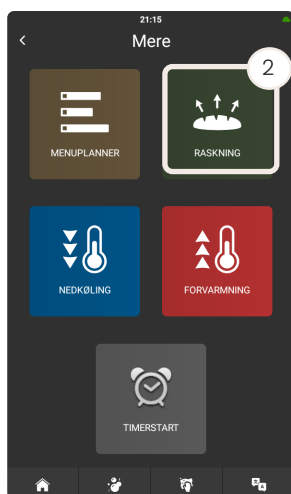 21:15
Mere
2
MENUPLANNER
RASKNING
NEDKØLING
FORVARMNING
TIMERSTART